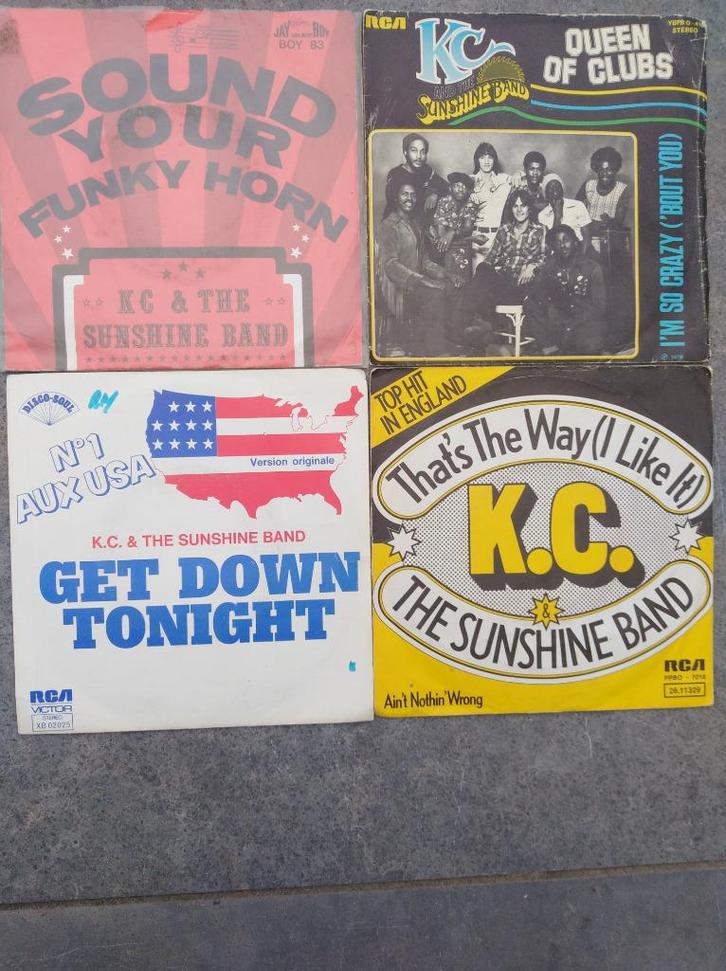 JAY BOY
BOY 83
SOUND
YOUR
FUNKY HORN
KC & THE
SUNSHINE BAND
RCA
STEREO
KC
AND THE
SUNSHINE BAND
QUEEN
OF CLUBS
I'M SO CRAZY ('BOUT YOU)
DISCO-SOUL
N°1
AUX USA
Version originale
K.C. & THE SUNSHINE BAND
GET DOWN
TONIGHT
RCA
VICTOR
STEREO
XB 02025
TOP HIT
IN ENGLAND
That's The Way (I Like It)
K.C.
&
THE SUNSHINE BAND
RCA
PPBO - 7018
26.11329
Ain't Nothin' Wrong